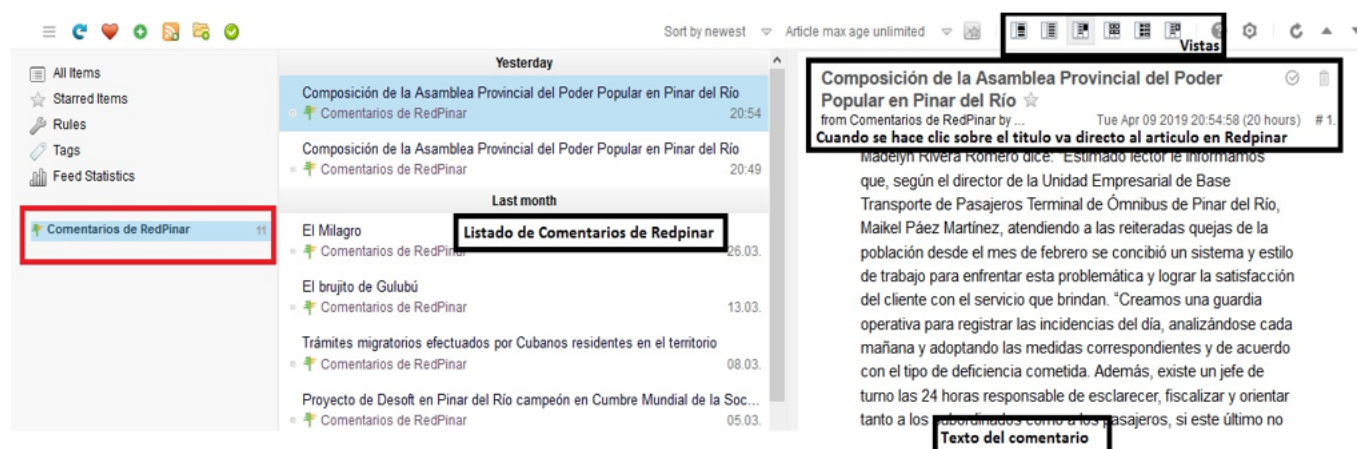 Sort by newest Article max age unlimited
Vistas
All Items
Starred Items
Rules
Tags
Feed Statistics
Comentarios de RedPinar 11
Yesterday
Composición de la Asamblea Provincial del Poder Popular en Pinar del Río
Comentarios de RedPinar 20:54
Composición de la Asamblea Provincial del Poder Popular en Pinar del Río
Comentarios de RedPinar 20:49
Last month
El Milagro
Listado de Comentarios de Redpinar
Comentarios de RedPinar 26.03.
El brujito de Gulubú
Comentarios de RedPinar 13.03.
Trámites migratorios efectuados por Cubanos residentes en el territorio
Comentarios de RedPinar 08.03.
Proyecto de Desoft en Pinar del Río campeón en Cumbre Mundial de la Soc...
Comentarios de RedPinar 05.03.
Composición de la Asamblea Provincial del Poder
Popular en Pinar del Río
from Comentarios de RedPinar by ... Tue Apr 09 2019 20:54:58 (20 hours) # 1.
Cuando se hace clic sobre el titulo va directo al articulo en Redpinar
Madelyn Rivera Romero dice: "Estimado lector le informamos
que, según el director de la Unidad Empresarial de Base
Transporte de Pasajeros Terminal de Ómnibus de Pinar del Río,
Maikel Páez Martínez, atendiendo a las reiteradas quejas de la
población desde el mes de febrero se concibió un sistema y estilo
de trabajo para enfrentar esta problemática y lograr la satisfacción
del cliente con el servicio que brindan. “Creamos una guardia
operativa para registrar las incidencias del día, analizándose cada
mañana y adoptando las medidas correspondientes y de acuerdo
con el tipo de deficiencia cometida. Además, existe un jefe de
turno las 24 horas responsable de esclarecer, fiscalizar y orientar
tanto a los subordinados como a los pasajeros, si este último no
Texto del comentario